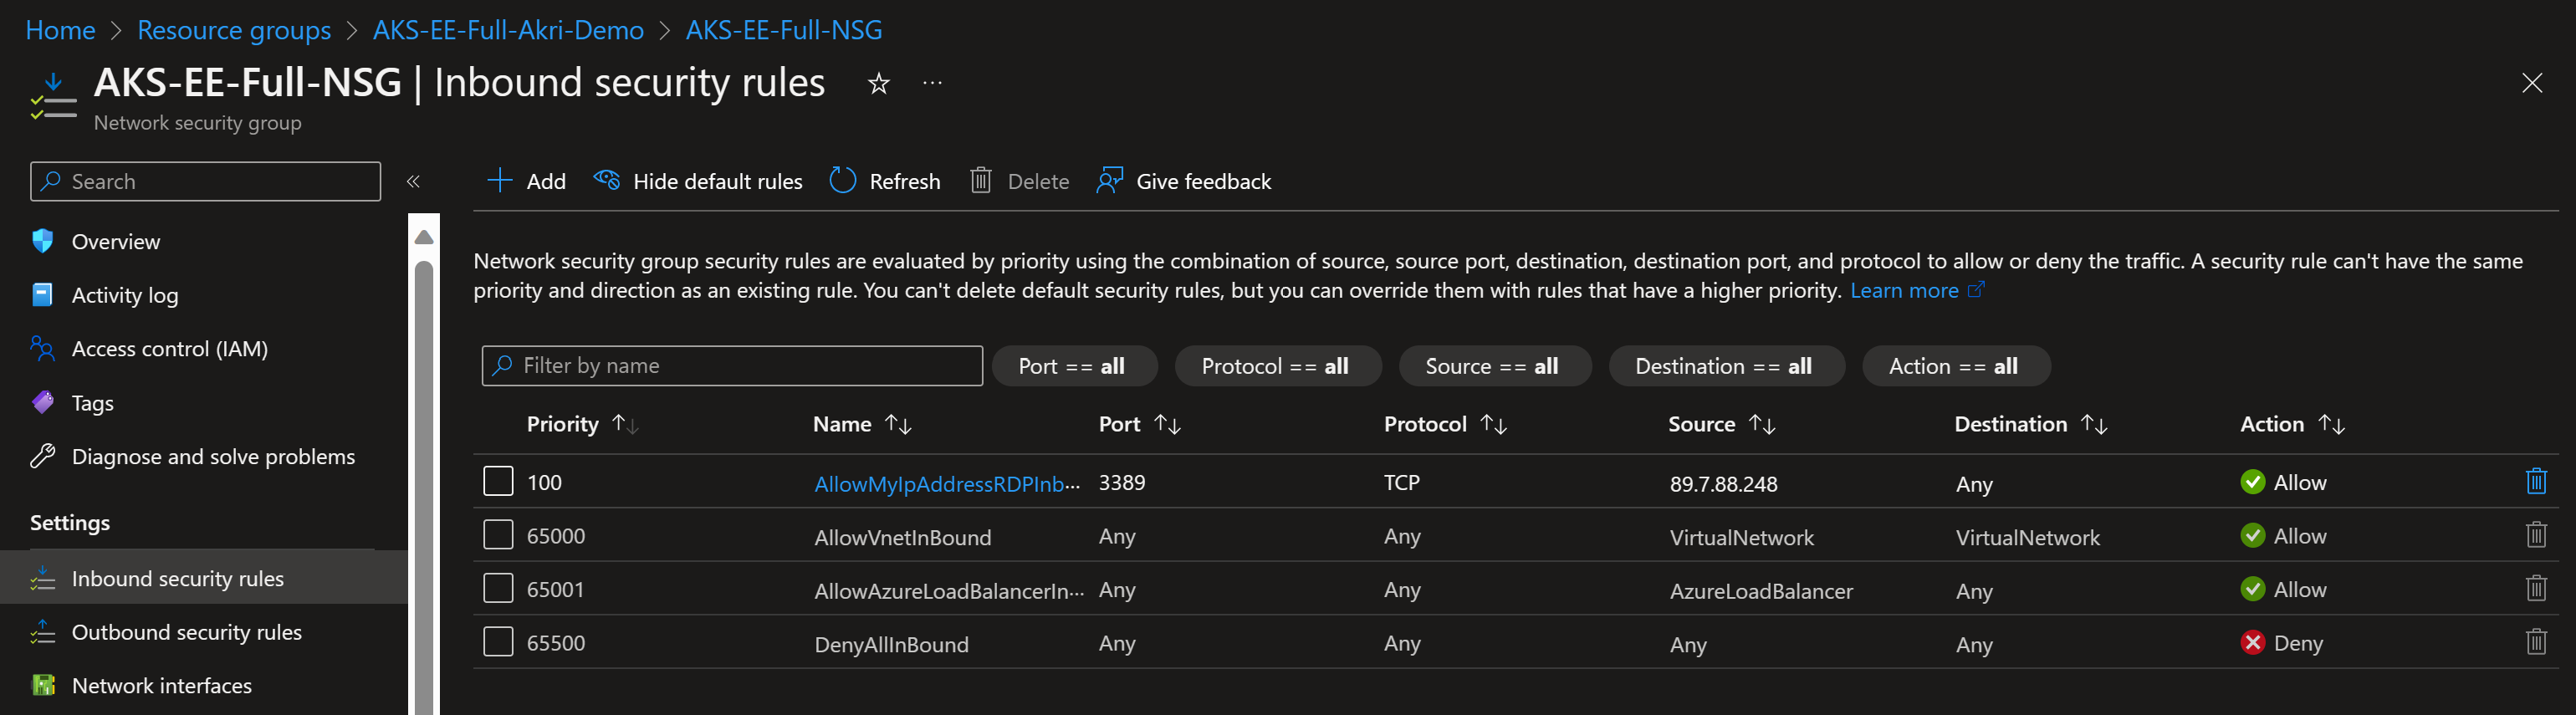 Home > Resource groups > AKS-EE-Full-Akri-Demo > AKS-EE-Full-NSG
AKS-EE-Full-NSG | Inbound security rules
Network security group
Search
Overview
Activity log
Access control (IAM)
Tags
Diagnose and solve problems
Settings
Inbound security rules
Outbound security rules
Network interfaces
Add Hide default rules Refresh Delete Give feedback
Network security group security rules are evaluated by priority using the combination of source, source port, destination, destination port, and protocol to allow or deny the traffic. A security rule can't have the same
priority and direction as an existing rule. You can't delete default security rules, but you can override them with rules that have a higher priority. Learn more
Filter by name Port == all Protocol == all Source == all Destination == all Action == all
Priority Name Port Protocol Source Destination Action
100 AllowMyIpAddressRDPInb··· 3389 TCP 89.7.88.248 Any Allow
65000 AllowVnetInBound Any Any VirtualNetwork VirtualNetwork Allow
65001 AllowAzureLoadBalancerIn··· Any Any AzureLoadBalancer Any Allow
65500 DenyAllInBound Any Any Any Any Deny